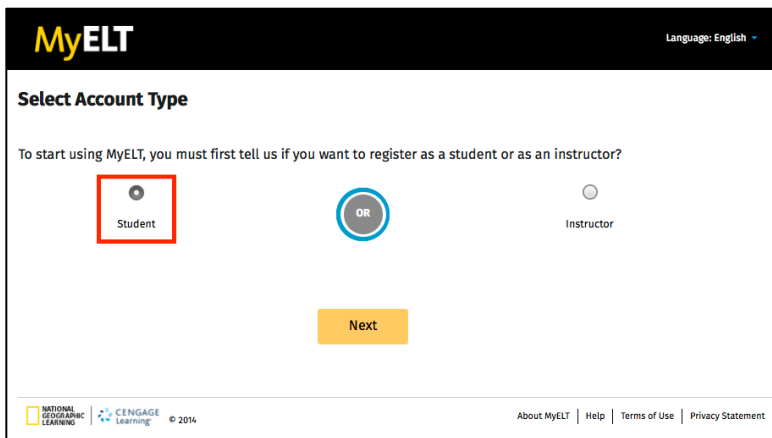 MyELT
Language: English
Select Account Type
To start using MyELT, you must first tell us if you want to register as a student or as an instructor?
Student
OR
Instructor
Next
NATIONAL
GEOGRAPHIC
LEARNING
CENGAGE
Learning
© 2014
About MyELT | Help | Terms of Use | Privacy Statement